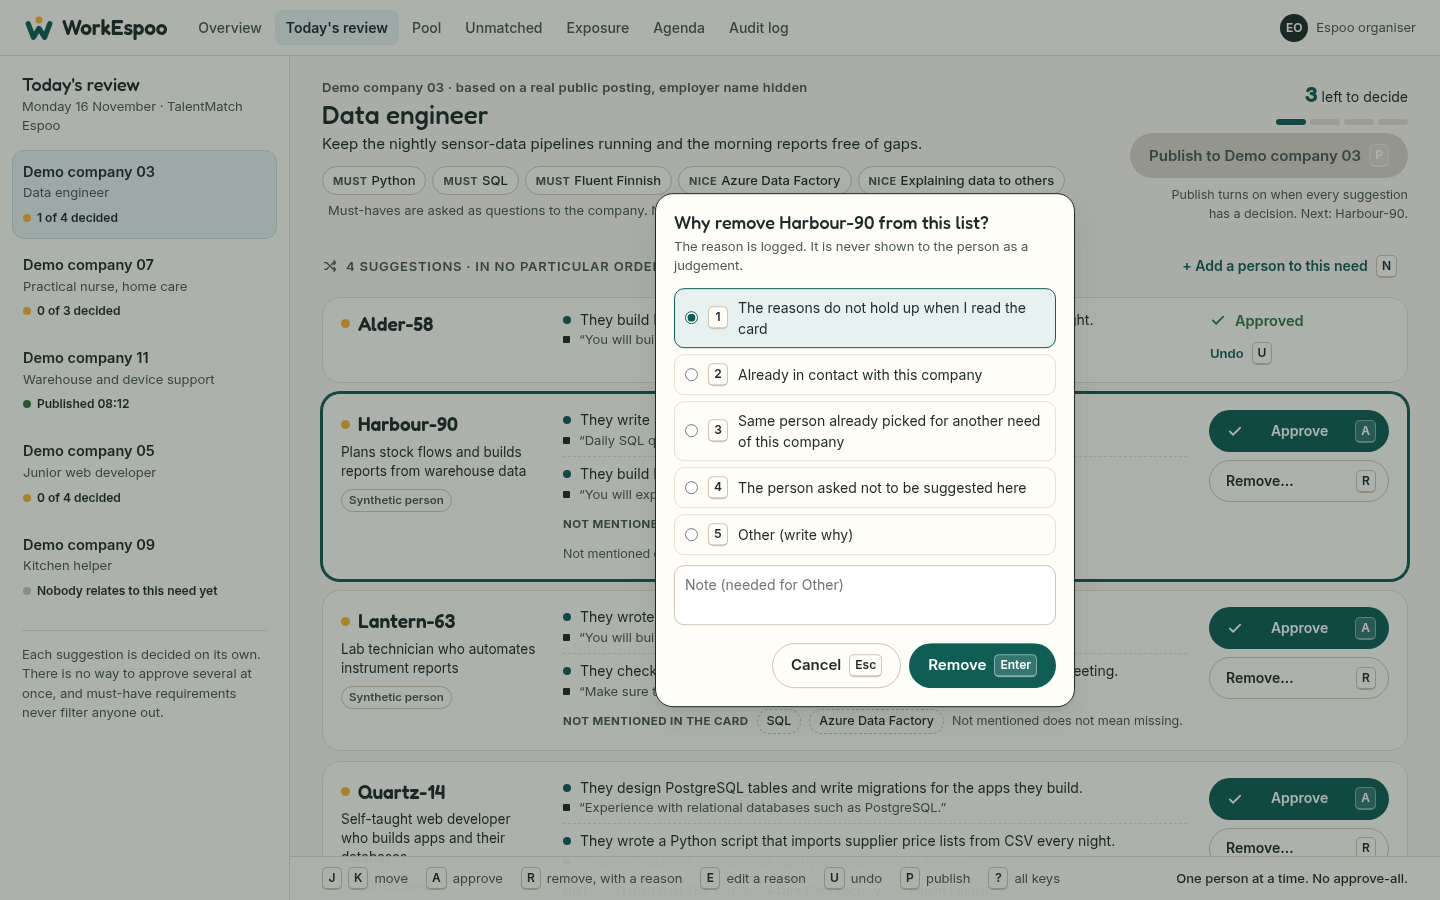 WorkEspoo
Overview
Today's review
Pool
Unmatched
Exposure
Agenda
Audit log
EO
Espoo organiser
Today's review
Monday 16 November · TalentMatch
Espoo
Demo company 03
Data engineer
1 of 4 decided
Demo company 07
Practical nurse, home care
0 of 3 decided
Demo company 11
Warehouse and device support
Published 08:12
Demo company 05
Junior web developer
0 of 4 decided
Demo company 09
Kitchen helper
Nobody relates to this need yet
Each suggestion is decided on its own.
There is no way to approve several at
once, and must-have requirements
never filter anyone out.
Demo company 03 · based on a real public posting, employer name hidden
Data engineer
Keep the nightly sensor-data pipelines running and the morning reports free of gaps.
MUST Python
MUST SQL
MUST Fluent Finnish
NICE Azure Data Factory
NICE Explaining data to others
Must-haves are asked as questions to the company.
3 left to decide
Publish to Demo company 03 P
Publish turns on when every suggestion
has a decision. Next: Harbour-90.
4 SUGGESTIONS · IN NO PARTICULAR ORDER
+ Add a person to this need N
Alder-58
They build
“You will
Approved
Undo U
Harbour-90
Plans stock flows and builds
reports from warehouse data
Synthetic person
They write
“Daily SQL
They build
“You will
NOT MENTIONED
Not mentioned
Approve A
Remove... R
Lantern-63
Lab technician who automates
instrument reports
Synthetic person
They wrote
“You will
They check
“Make sure
NOT MENTIONED IN THE CARD SQL Azure Data Factory Not mentioned does not mean missing.
Approve A
Remove... R
Quartz-14
Self-taught web developer
who builds apps and their
databases
They design PostgreSQL tables and write migrations for the apps they build.
“Experience with relational databases such as PostgreSQL.”
They wrote a Python script that imports supplier price lists from CSV every night.
Approve A
Remove... R
Why remove Harbour-90 from this list?
The reason is logged. It is never shown to the person as a
judgement.
1 The reasons do not hold up when I read the
card
2 Already in contact with this company
3 Same person already picked for another need
of this company
4 The person asked not to be suggested here
5 Other (write why)
Note (needed for Other)
Cancel Esc
Remove Enter
J K move A approve R remove, with a reason E edit a reason U undo P publish ? all keys
One person at a time. No approve-all.